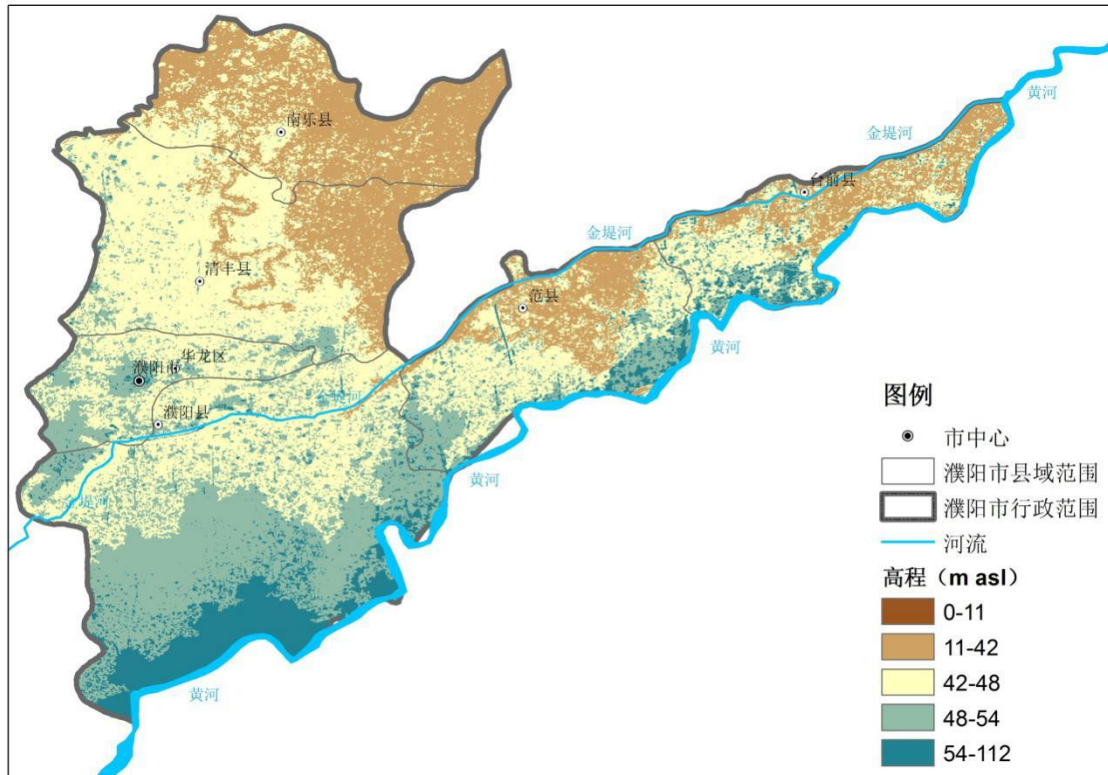 黄河
金堤河
南乐县
台前县
金堤河
清丰县
范县
黄河
华龙区
濮阳市
金堤河
濮阳县
黄河
金堤河
黄河
图例
市中心
濮阳市县域范围
濮阳市行政范围
河流
高程（m asl）
0-11
11-42
42-48
48-54
54-112